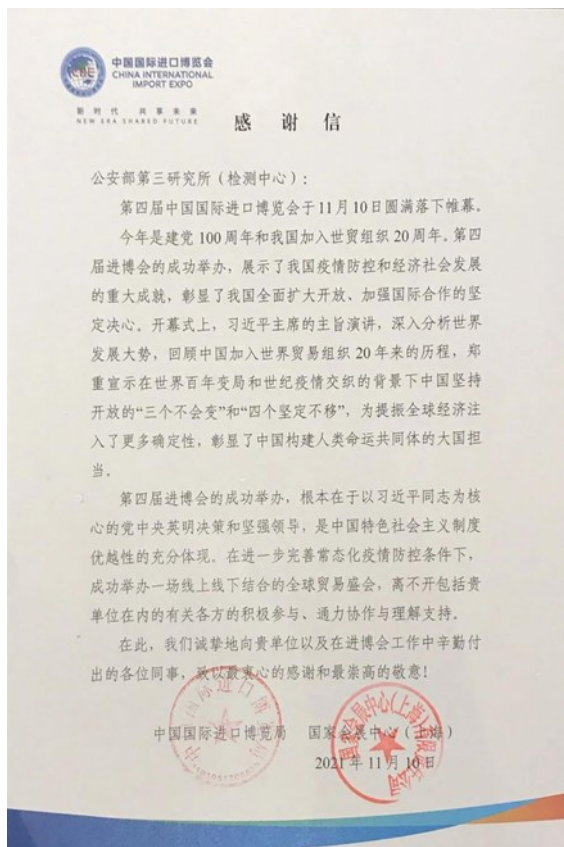 中国国际进口博览会
CHINA INTERNATIONAL
IMPORT EXPO
新时代 共享未来
NEW ERA SHARED FUTURE
感谢信
公安部第三研究所（检测中心）：
第四届中国国际进口博览会于11月10日圆满落下帷幕。
今年是建党100周年和我国加入世贸组织20周年。第四
届进博会的成功举办，展示了我国疫情防控和经济社会发展
的重大成就，彰显了我国全面扩大开放、加强国际合作的坚
定决心。开幕式上，习近平主席的主旨演讲，深入分析世界
发展大势，回顾中国加入世界贸易组织20年来的历程，郑
重宣示在世界百年变局和世纪疫情交织的背景下中国坚持
开放的“三个不会变”和“四个坚定不移”，为提振全球经济注
入了更多确定性，彰显了中国构建人类命运共同体的大国担
当。
第四届进博会的成功举办，根本在于以习近平同志为核
心的党中央英明决策和坚强领导，是中国特色社会主义制度
优越性的充分体现。在进一步完善常态化疫情防控条件下，
成功举办一场线上线下结合的全球贸易盛会，离不开包括贵
单位在内的有关各方的积极参与、通力协作与理解支持。
在此，我们诚挚地向贵单位以及在进博会工作中辛勤付
出的各位同事，致以最衷心的感谢和最崇高的敬意！
中国国际进口博览局 国家会展中心（上海）
2021年11月10日
中国国际进口博览局
国家会展中心(上海)有限责任公司